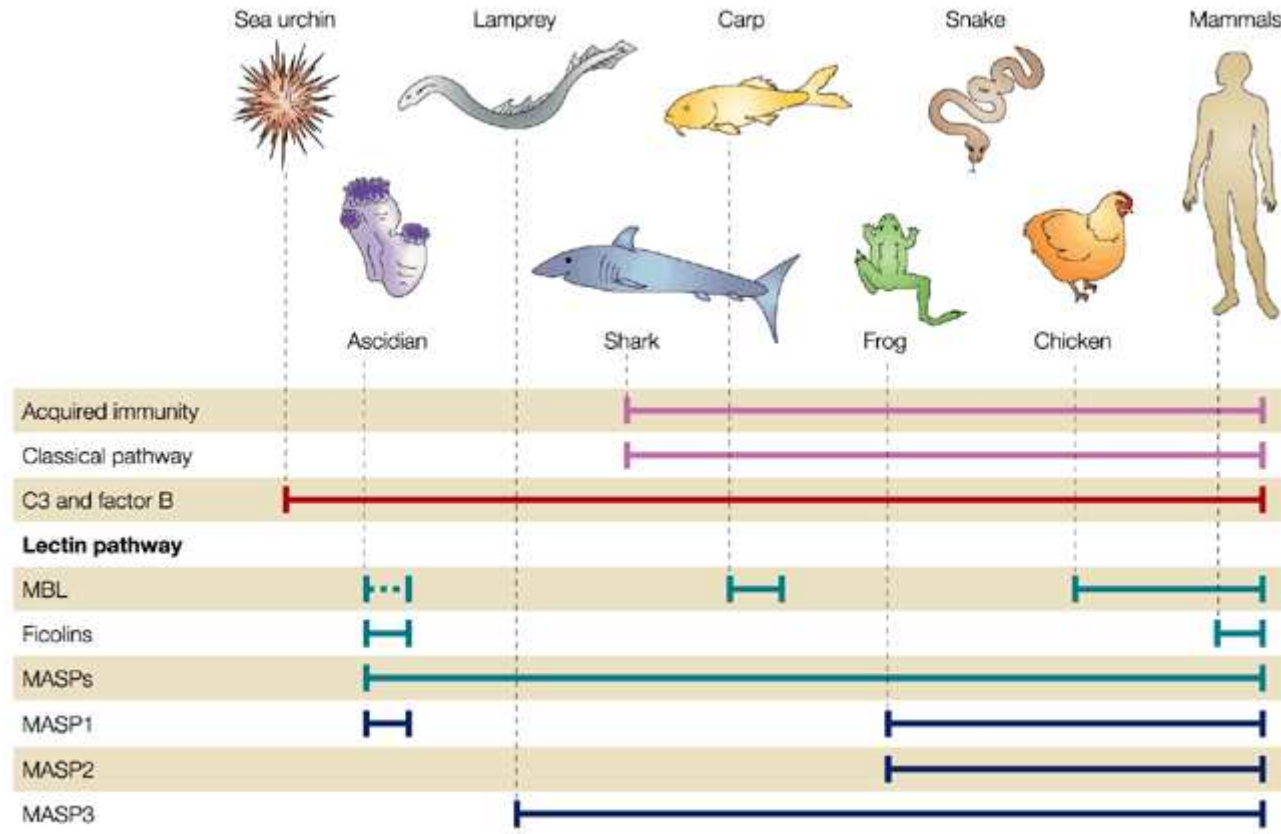 Sea urchin
Lamprey
Carp
Snake
Mammals
Ascidian
Shark
Frog
Chicken
Acquired immunity
Classical pathway
C3 and factor B
Lectin pathway
MBL
Ficolins
MASPs
MASP1
MASP2
MASP3